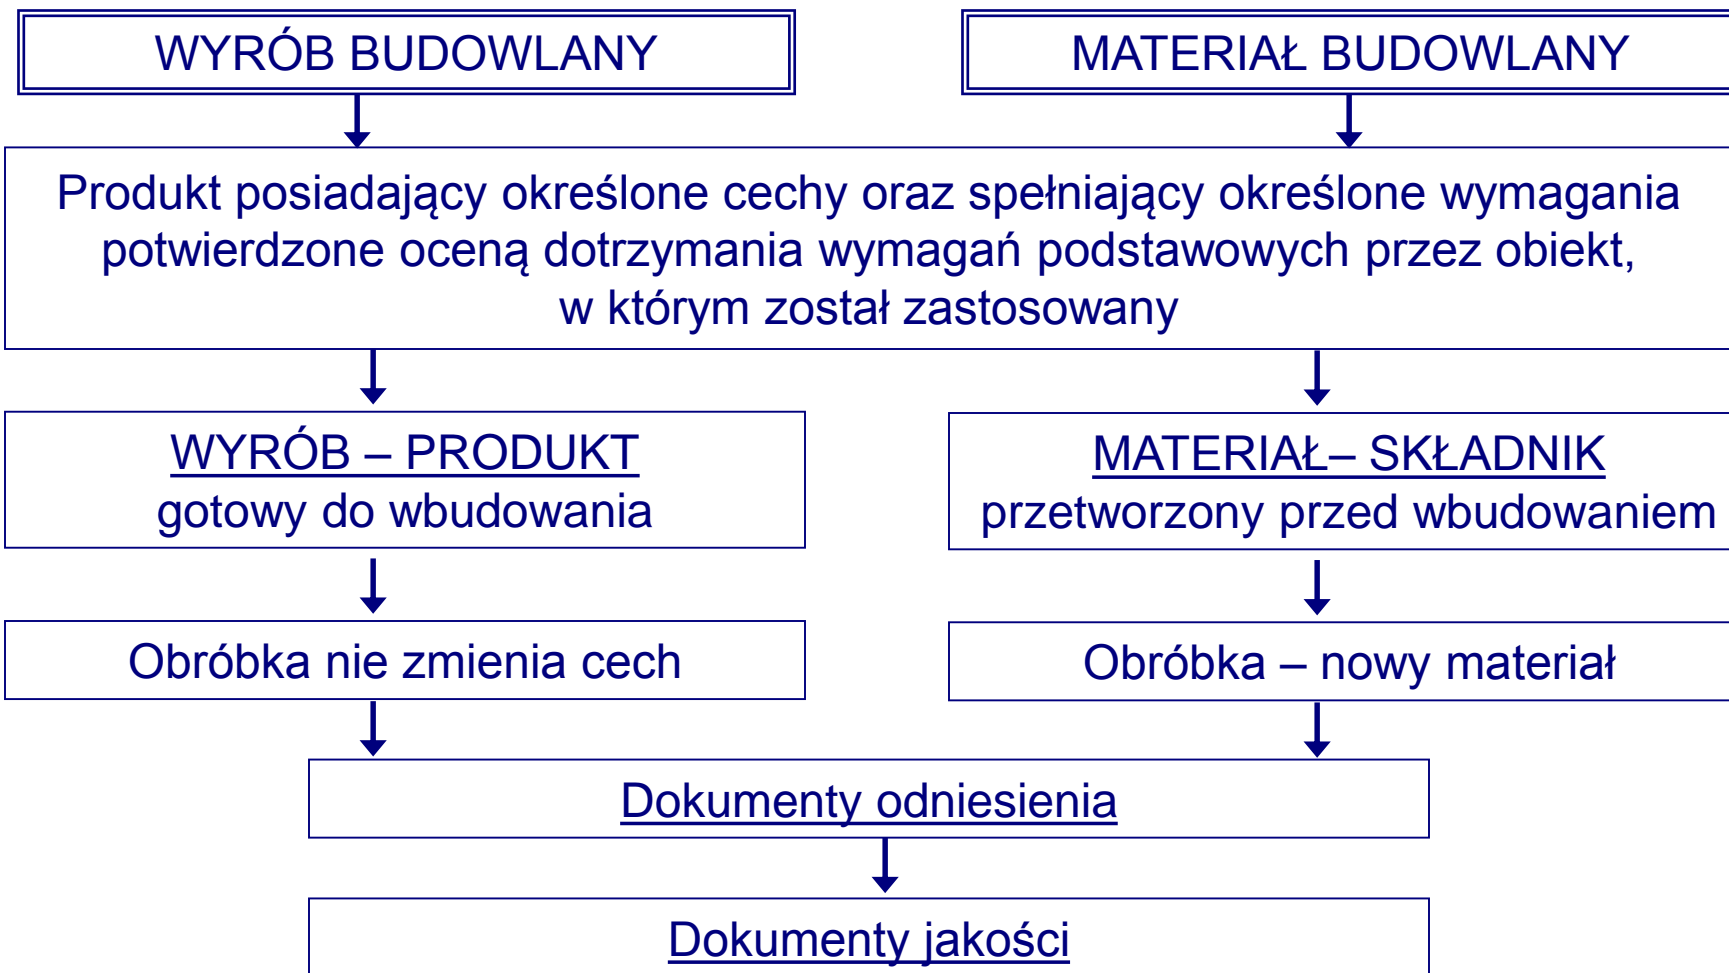 WYRÓB BUDOWLANY
MATERIAŁ BUDOWLANY
Produkt posiadający określone cechy oraz spełniający określone wymagania
potwierdzone oceną dotrzymania wymagań podstawowych przez obiekt,
w którym został zastosowany
WYRÓB – PRODUKT
gotowy do wbudowania
MATERIAŁ– SKŁADNIK
przetworzony przed wbudowaniem
Obróbka nie zmienia cech
Obróbka – nowy materiał
Dokumenty odniesienia
Dokumenty jakości